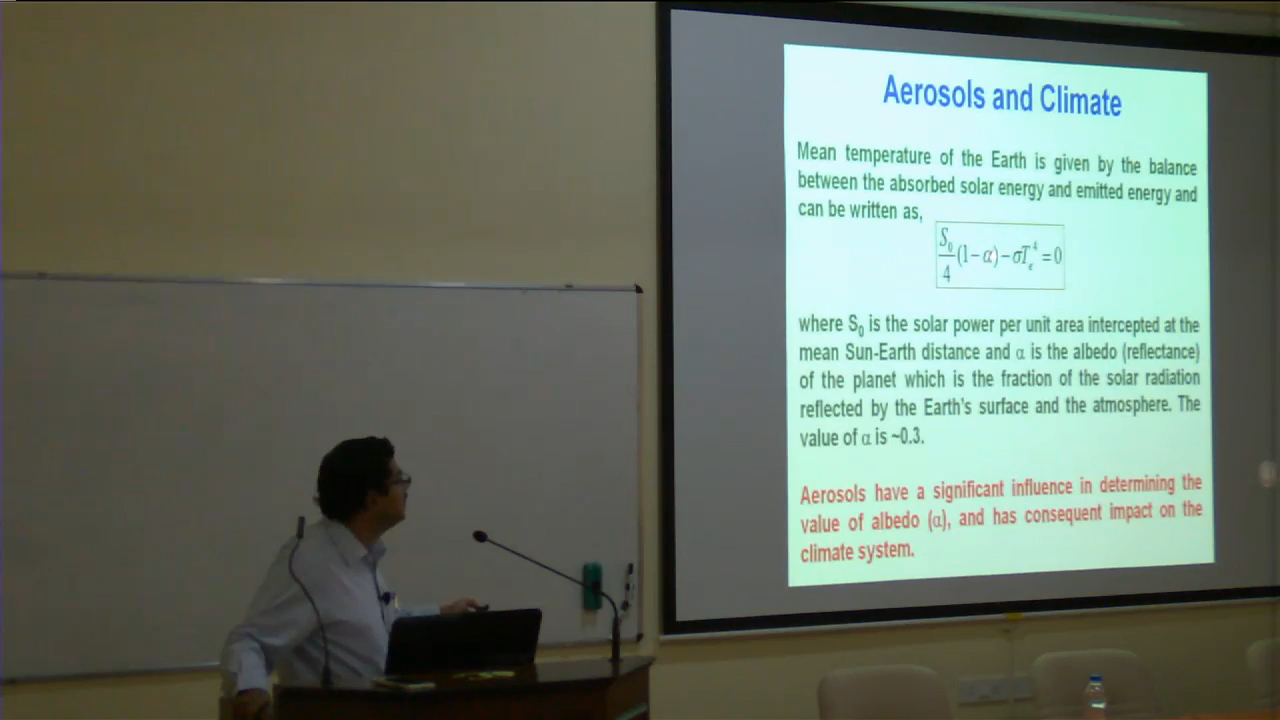 Aerosols and Climate
Mean temperature of the Earth is given by the balance
between the absorbed solar energy and emitted energy and
can be written as,
S₀/4 (1−α)−σTₑ⁴=0
where S₀ is the solar power per unit area intercepted at the
mean Sun-Earth distance and α is the albedo (reflectance)
of the planet which is the fraction of the solar radiation
reflected by the Earth's surface and the atmosphere. The
value of α is ~0.3.
Aerosols have a significant influence in determining the
value of albedo (α), and has consequent impact on the
climate system.